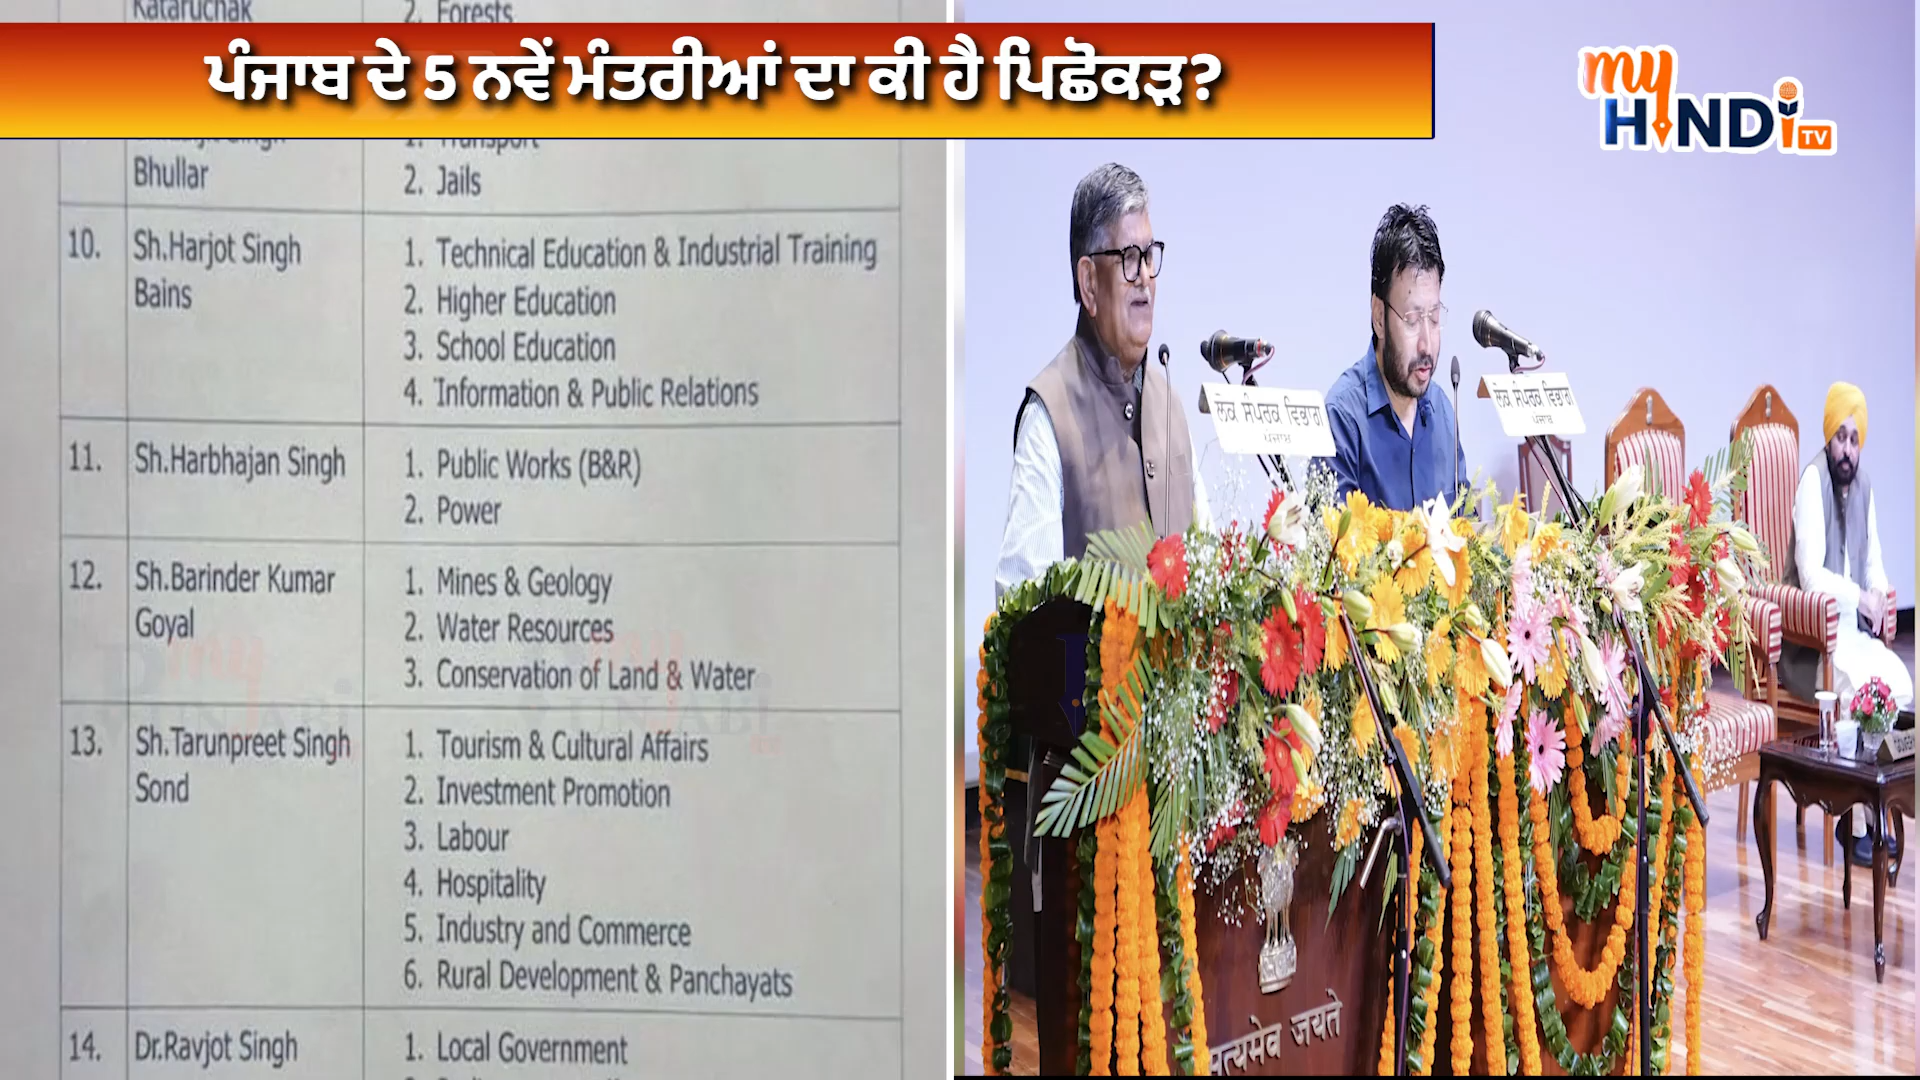 Kataruchak
2. Forests
ਪੰਜਾਬ ਦੇ 5 ਨਵੇਂ ਮੰਤਰੀਆਂ ਦਾ ਕੀ ਹੈ ਪਿਛੋਕੜ?
my
HINDi
TV
Bhullar
1. Transport
2. Jails
10. Sh.Harjot Singh
Bains
1. Technical Education & Industrial Training
2. Higher Education
3. School Education
4. Information & Public Relations
11. Sh.Harbhajan Singh
1. Public Works (B&R)
2. Power
12. Sh.Barinder Kumar
Goyal
1. Mines & Geology
2. Water Resources
3. Conservation of Land & Water
13. Sh.Tarunpreet Singh
Sond
1. Tourism & Cultural Affairs
2. Investment Promotion
3. Labour
4. Hospitality
5. Industry and Commerce
6. Rural Development & Panchayats
14. Dr.Ravjot Singh
1. Local Government
ਲੋਕ ਸੰਪਰਕ ਵਿਭਾਗ
ਪੰਜਾਬ
ਲੋਕ ਸੰਪਰਕ ਵਿਭਾਗ
ਪੰਜਾਬ
सत्यमेव जयते